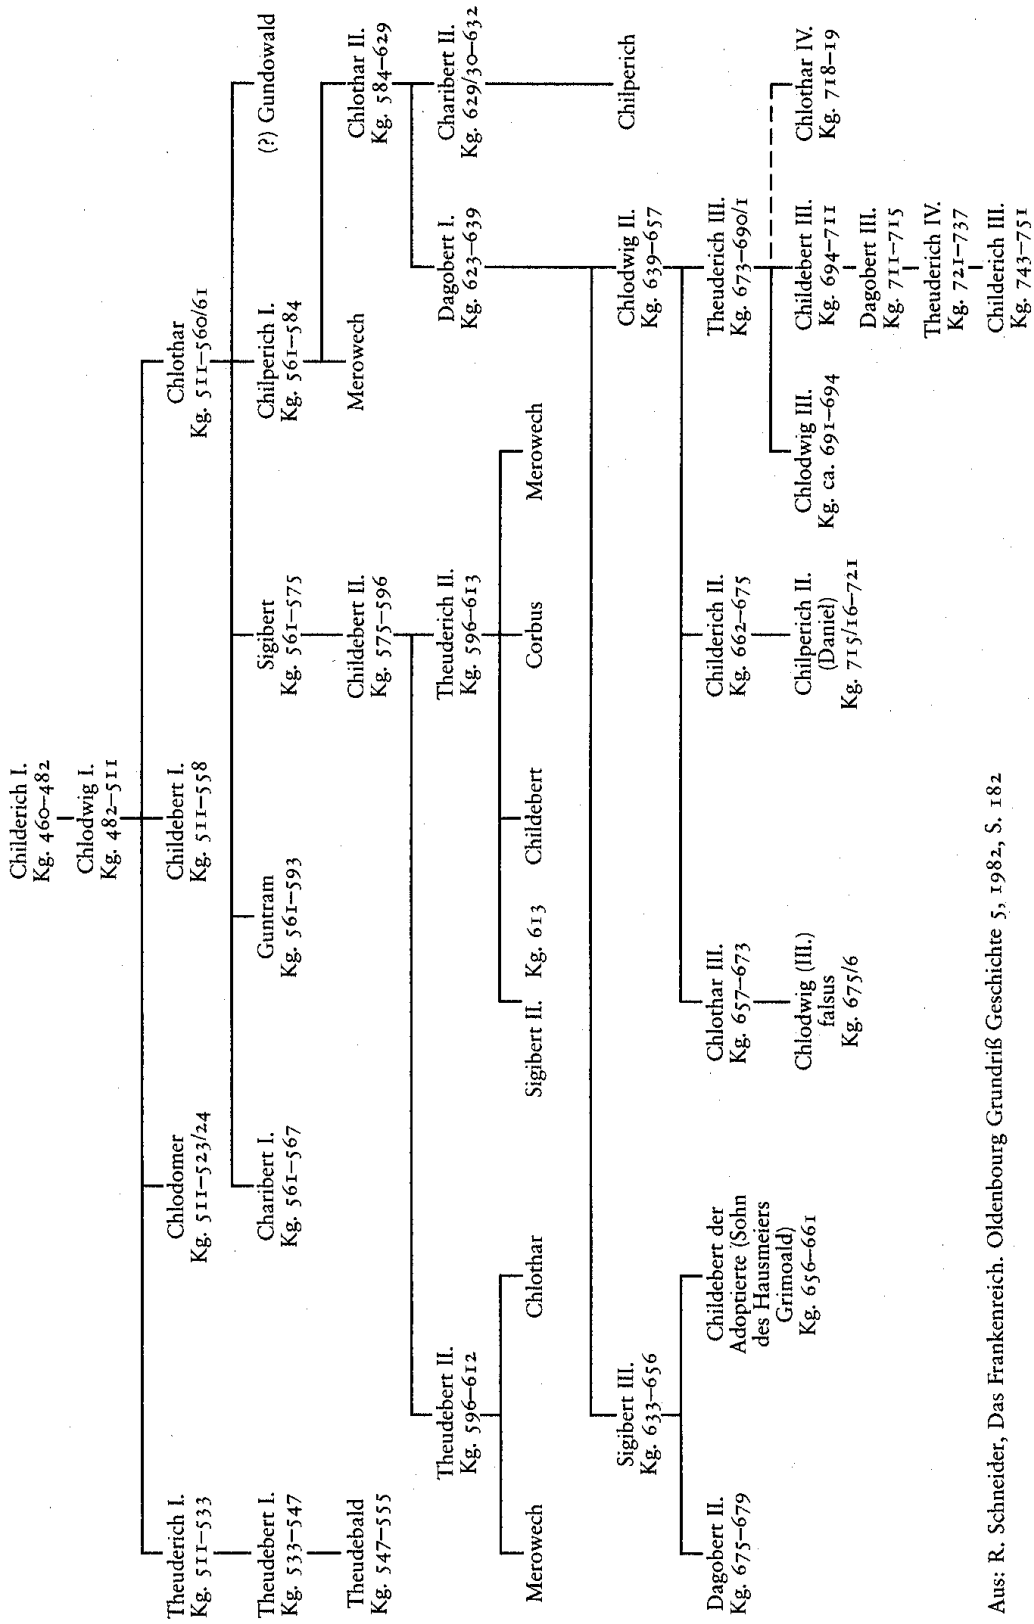 Childerich I.
Kg. 460–482
Chlodwig I.
Kg. 482–511
Theuderich I.
Kg. 511–533
Chlodomer
Kg. 511–523/24
Childebert I.
Kg. 511–558
Chlothar
Kg. 511–560/61
Theudebert I.
Kg. 533–547
Charibert I.
Kg. 561–567
Guntram
Kg. 561–593
Sigibert
Kg. 561–575
Chilperich I.
Kg. 561–584
(?) Gundowald
Theudebald
Kg. 547–555
Childebert II.
Kg. 575–596
Merowech
Chlothar II.
Kg. 584–629
Theudebert II.
Kg. 596–612
Theuderich II.
Kg. 596–613
Dagobert I.
Kg. 623–639
Charibert II.
Kg. 629/30–632
Merowech
Chlothar
Sigibert II. Kg. 613
Childebert
Corbus
Merowech
Chilperich
Sigibert III.
Kg. 633–656
Chlodwig II.
Kg. 639–657
Dagobert II.
Kg. 675–679
Childebert der
Adoptierte (Sohn
des Hausmeiers
Grimoald)
Kg. 656–661
Chlothar III.
Kg. 657–673
Childerich II.
Kg. 662–675
Theuderich III.
Kg. 673–690/1
Chlodwig (III.)
falsus
Kg. 675/6
Chilperich II.
(Daniel)
Kg. 715/16–721
Chlodwig III.
Kg. ca. 691–694
Childebert III.
Kg. 694–711
Chlothar IV.
Kg. 718–19
Dagobert III.
Kg. 711–715
Theuderich IV.
Kg. 721–737
Childerich III.
Kg. 743–751
Aus: R. Schneider, Das Frankenreich. Oldenbourg Grundriß Geschichte 5, 1982, S. 182